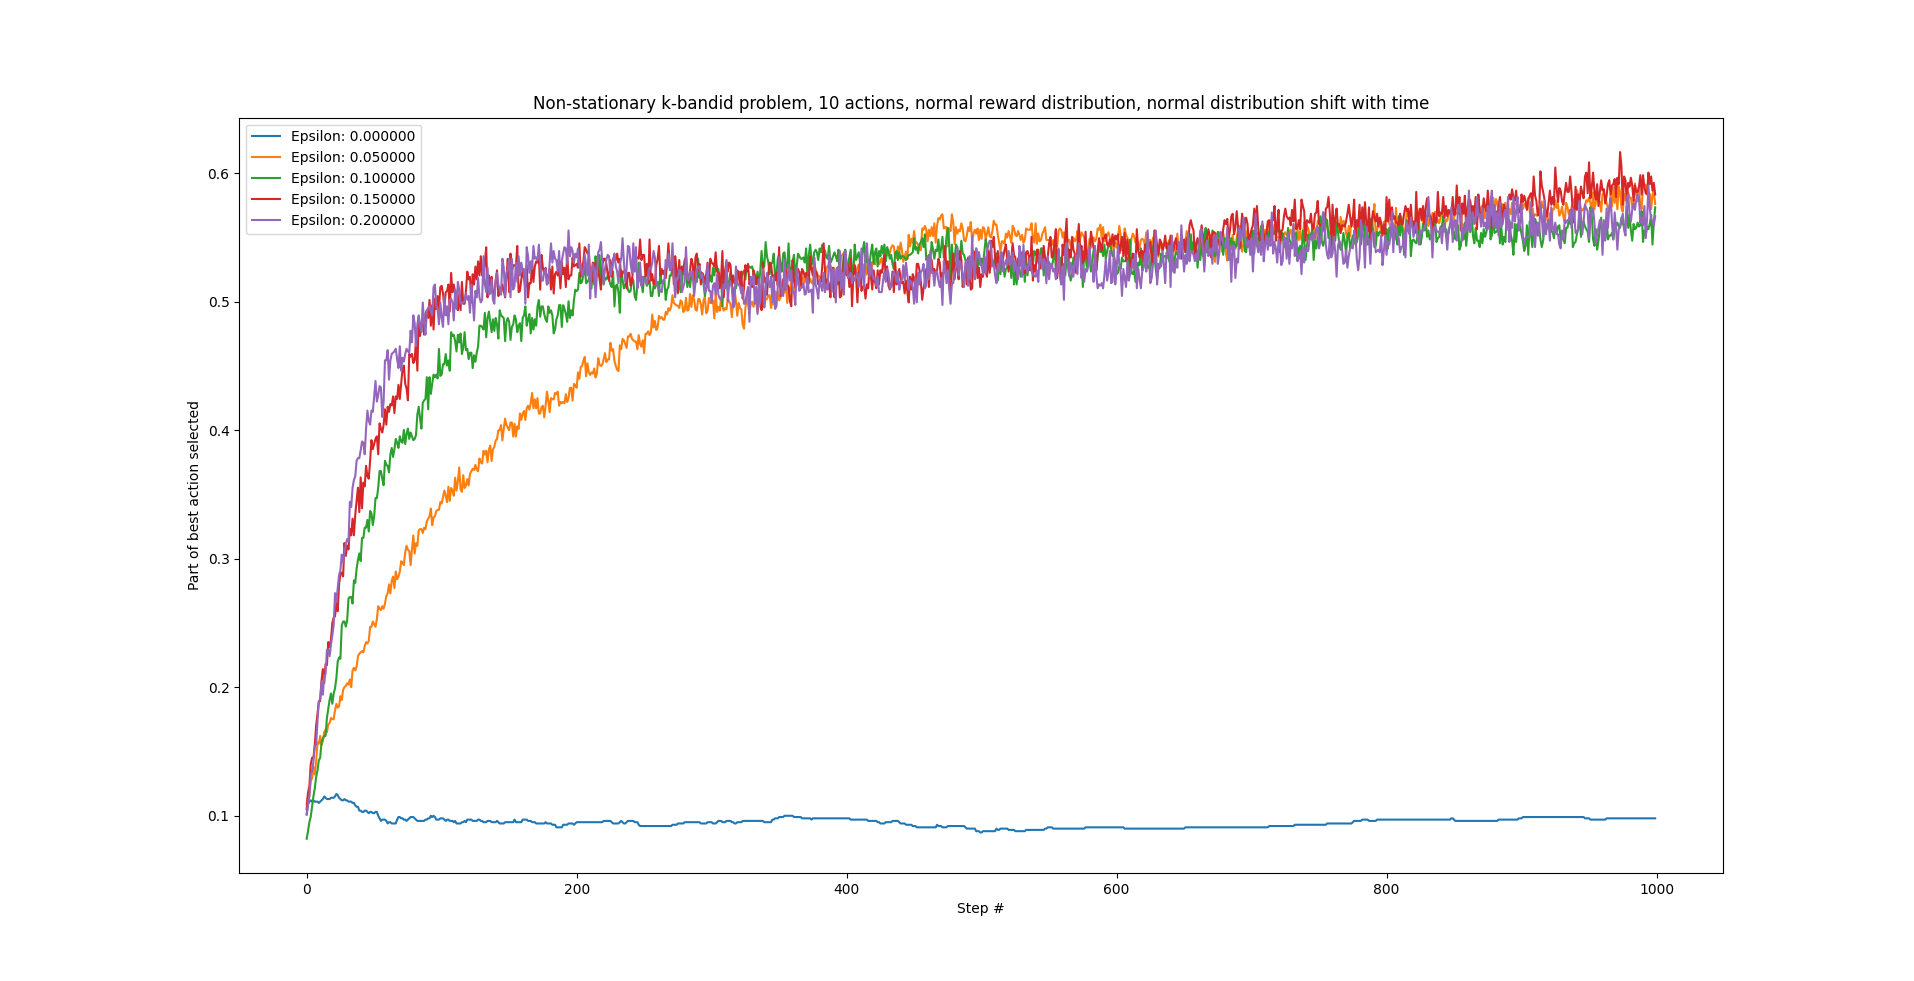 Non-stationary k-bandid problem, 10 actions, normal reward distribution, normal distribution shift with time
Epsilon: 0.000000
Epsilon: 0.050000
Epsilon: 0.100000
Epsilon: 0.150000
Epsilon: 0.200000
Part of best action selected
0.6
0.5
0.4
0.3
0.2
0.1
0 200 400 600 800 1000
Step #